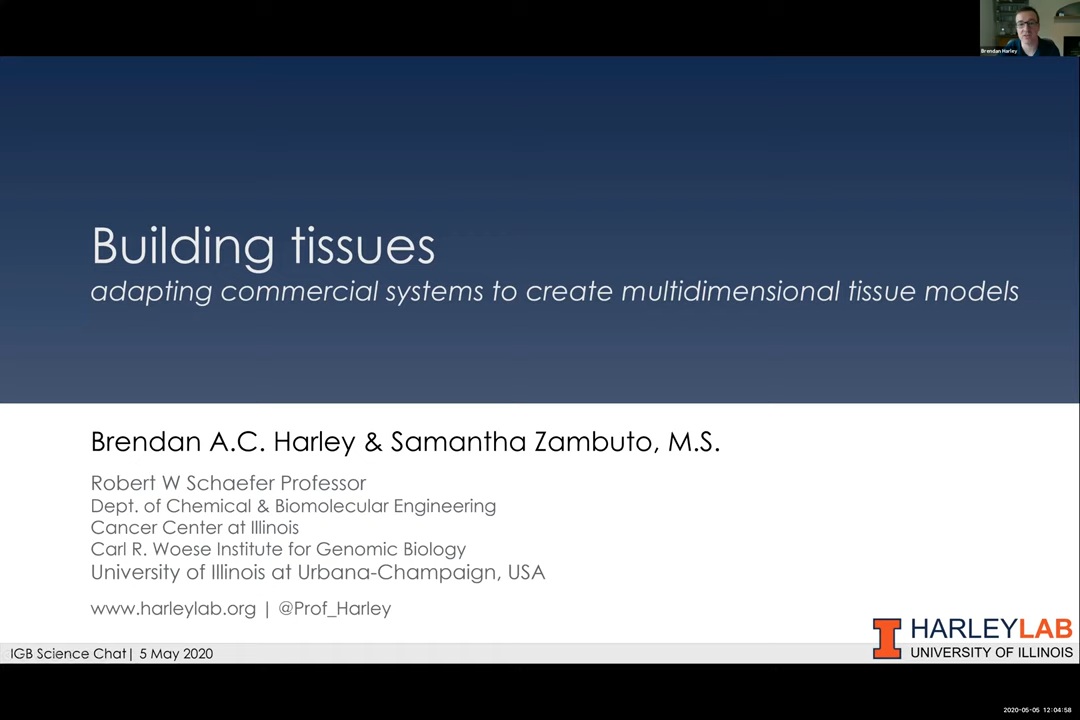 Brendan Harley
Building tissues
adapting commercial systems to create multidimensional tissue models
Brendan A.C. Harley & Samantha Zambuto, M.S.
Robert W Schaefer Professor
Dept. of Chemical & Biomolecular Engineering
Cancer Center at Illinois
Carl R. Woese Institute for Genomic Biology
University of Illinois at Urbana-Champaign, USA
www.harleylab.org | @Prof_Harley
HARLEYLAB
UNIVERSITY OF ILLINOIS
IGB Science Chat| 5 May 2020
2020-05-05 12:04:58